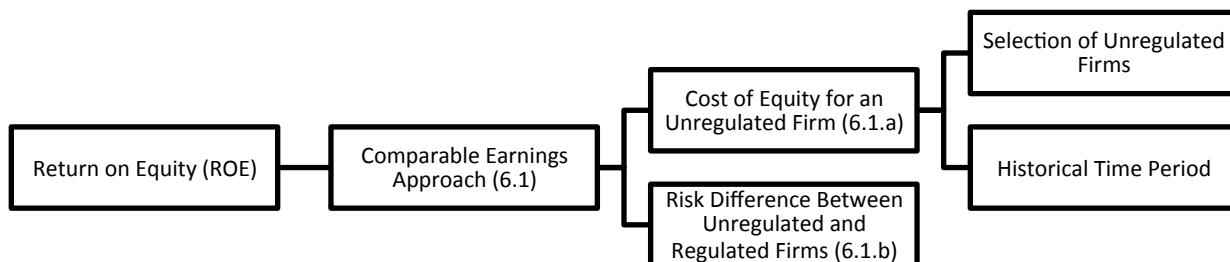 Return on Equity (ROE)
Comparable Earnings
Approach (6.1)
Cost of Equity for an
Unregulated Firm (6.1.a)
Risk Difference Between
Unregulated and
Regulated Firms (6.1.b)
Selection of Unregulated
Firms
Historical Time Period